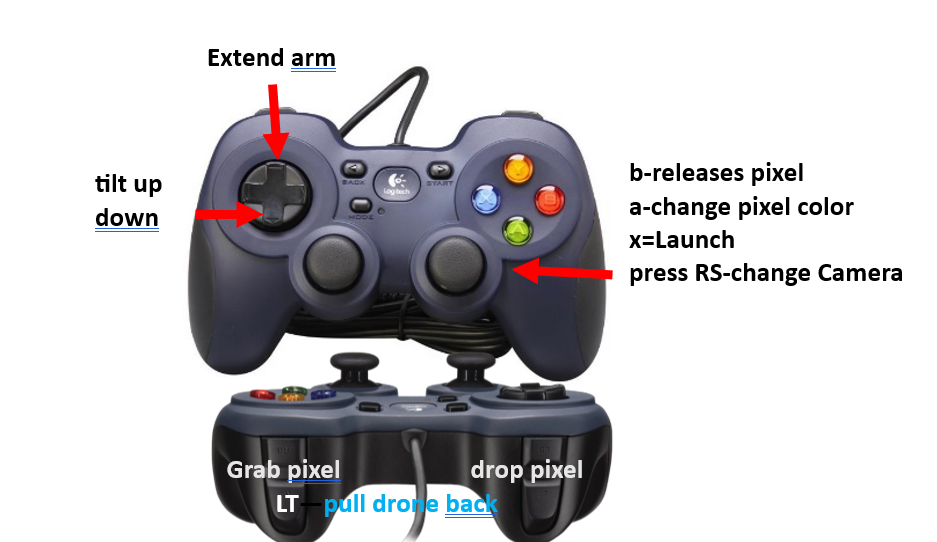 Extend arm
tilt up
down
b-releases pixel
a-change pixel color
x=Launch
press RS-change Camera
BACK
Logitech
START
MODE
X
B
A
Grab pixel
drop pixel
LT—pull drone back